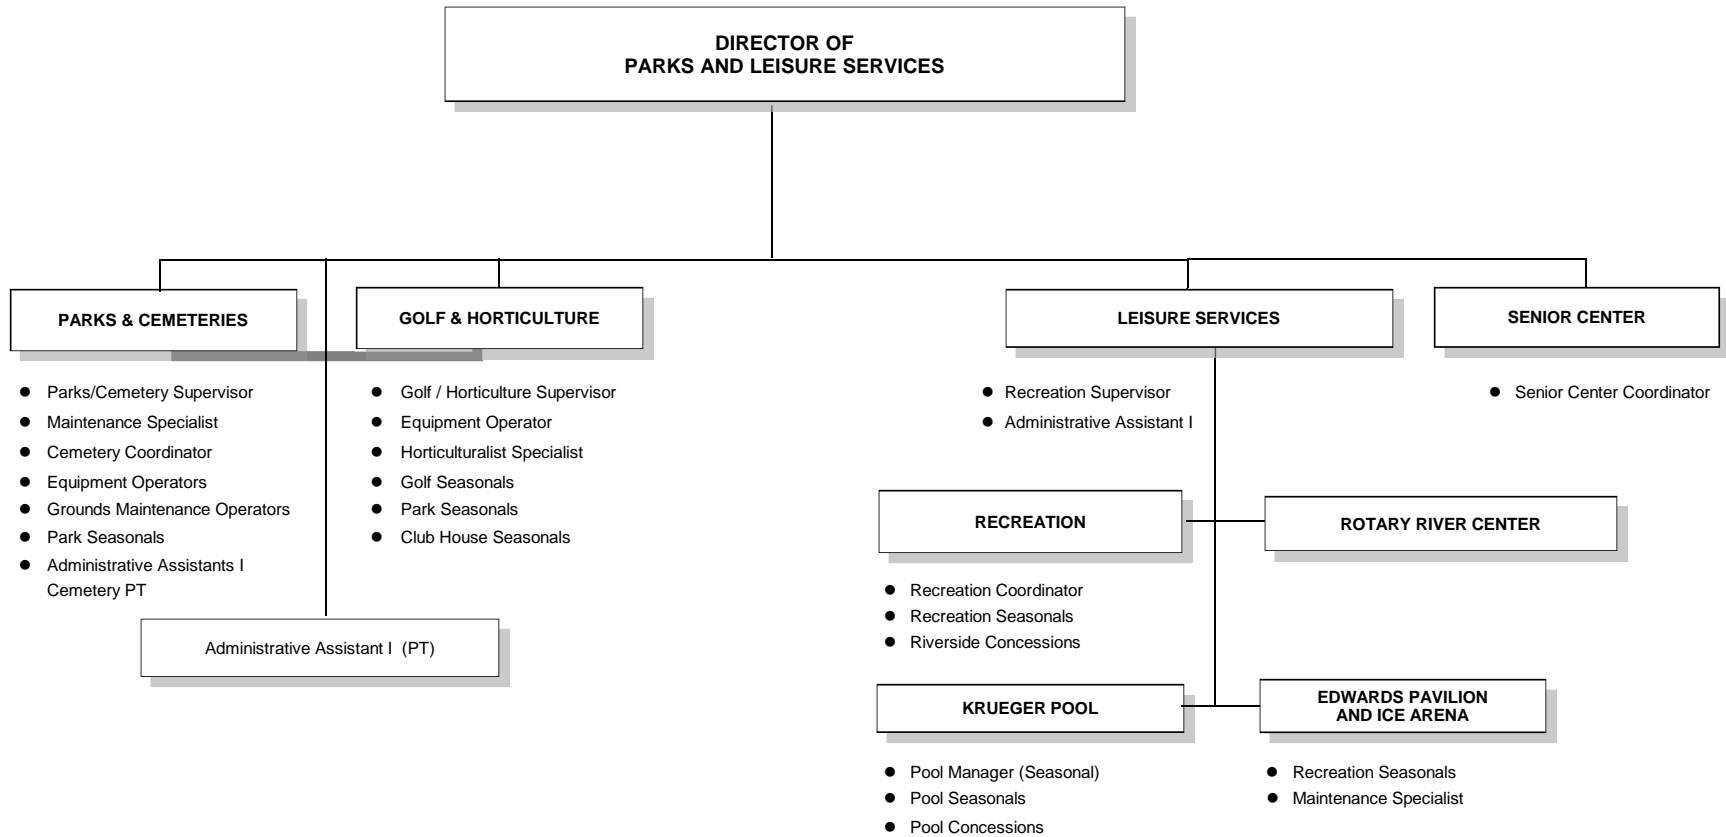 DIRECTOR OF
PARKS AND LEISURE SERVICES
PARKS & CEMETERIES
● Parks/Cemetery Supervisor
● Maintenance Specialist
● Cemetery Coordinator
● Equipment Operators
● Grounds Maintenance Operators
● Park Seasonals
● Administrative Assistants I
Cemetery PT
GOLF & HORTICULTURE
● Golf / Horticulture Supervisor
● Equipment Operator
● Horticulturalist Specialist
● Golf Seasonals
● Park Seasonals
● Club House Seasonals
Administrative Assistant I (PT)
LEISURE SERVICES
● Recreation Supervisor
● Administrative Assistant I
SENIOR CENTER
● Senior Center Coordinator
RECREATION
● Recreation Coordinator
● Recreation Seasonals
● Riverside Concessions
ROTARY RIVER CENTER
KRUEGER POOL
● Pool Manager (Seasonal)
● Pool Seasonals
● Pool Concessions
EDWARDS PAVILION
AND ICE ARENA
● Recreation Seasonals
● Maintenance Specialist